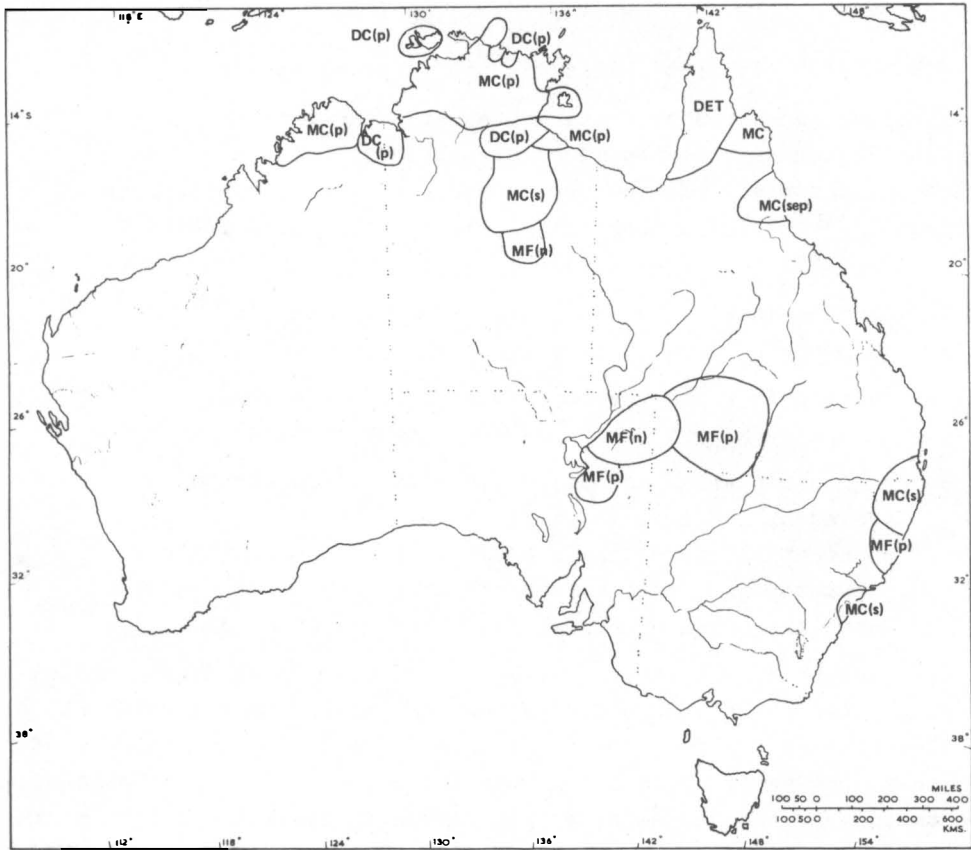 118°E 124° 130° 136° 142° 148°
DC(p) DC(p)
MC(p)
DET
14°S 14°
MC(p) DC (p) DC(p) MC(p) MC
MC(s)
MC(sep)
MF(n)
20° 20°
26° 26°
MF(n) MF(p)
MF(p)
MC(s)
MF(p)
32° 32°
MC(s)
38° 38°
MILES
100 50 0 100 200 300 400
100 50 0 200 400 600
KMS.
112° 118° 124° 130° 136° 142° 148° 154°